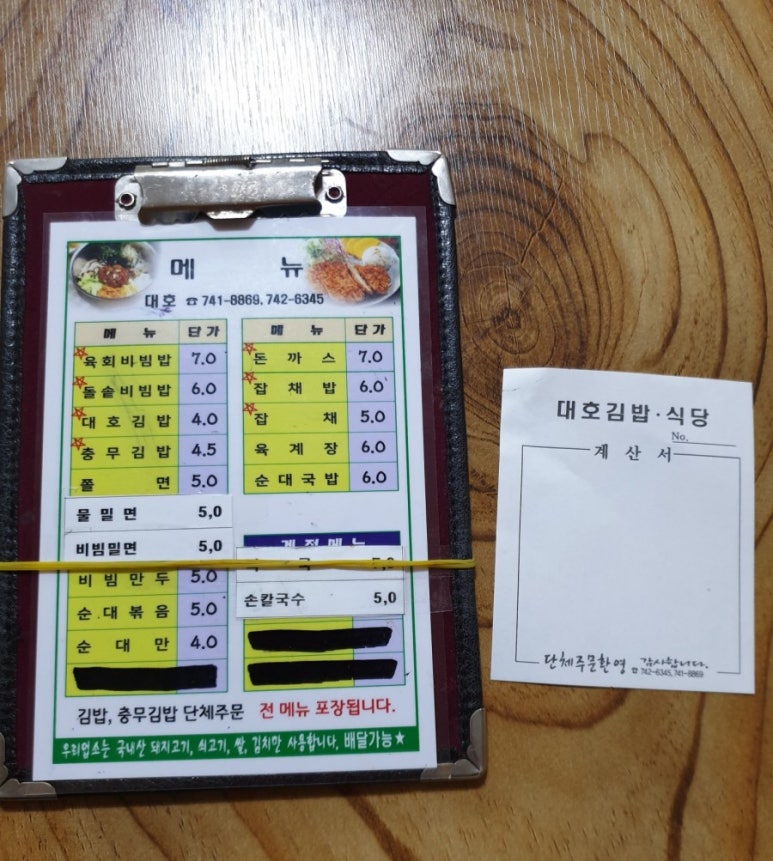 메 뉴
대호 ☎ 741-8869, 742-6345
메 뉴 단 가
육회비빔밥 7.0
돌솥비빔밥 6.0
대호김밥 4.0
충무김밥 4.5
쫄 면 5.0
물밀면 5,0
비빔밀면 5,0
비빔만두 5.0
순대볶음 5.0
순대만 4.0
메 뉴 단 가
돈까스 7.0
잡채밥 6.0
잡 채 5.0
육계장 6.0
순대국밥 6.0
계절메뉴
손칼국수 5,0
김밥, 충무김밥 단체주문 전 메뉴 포장됩니다.
우리업소는 국내산 돼지고기, 쇠고기, 쌀, 김치만 사용합니다, 배달가능★
대호김밥·식당
No.
계 산 서
단체주문환영 감사합니다.
☎ 742-6345, 741-8869